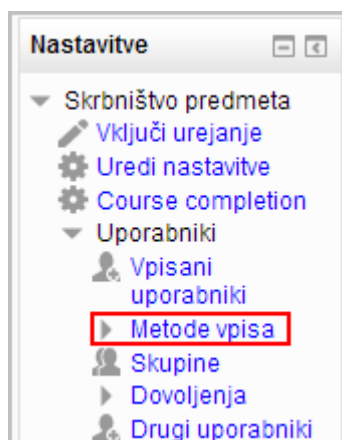 Nastavitve
Skrbništvo predmeta
Vključi urejanje
Uredi nastavitve
Course completion
Uporabniki
Vpisani
uporabniki
Metode vpisa
Skupine
Dovoljenja
Drugi uporabniki